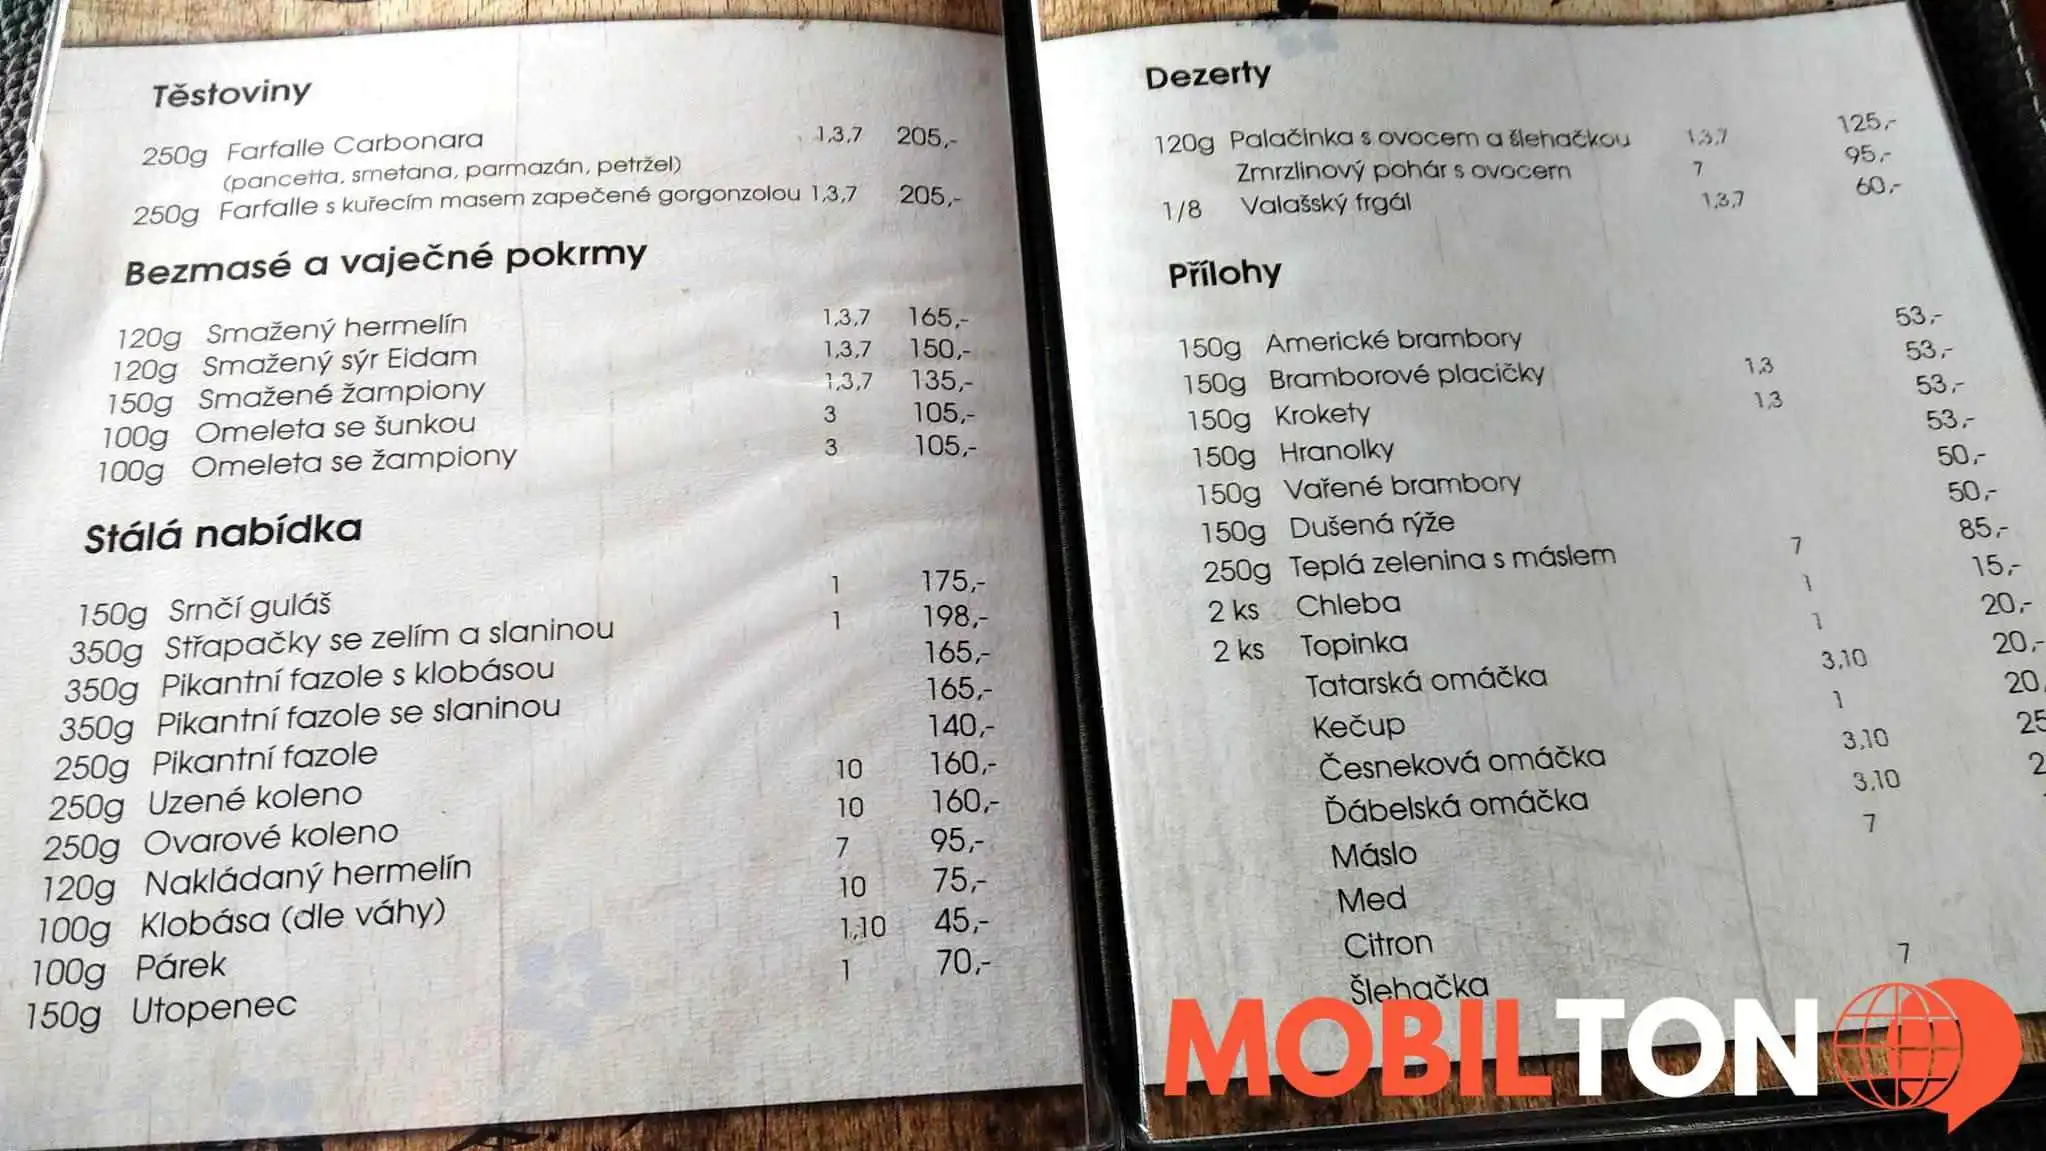 Těstoviny
250g Farfalle Carbonara 1,3,7 205,-
(pancetta, smetana, parmazán, petržel)
250g Farfalle s kuřecím masem zapečené gorgonzolou 1,3,7 205,-
Bezmasé a vaječné pokrmy
120g Smažený hermelín 1,3,7 165,-
120g Smažený sýr Eidam 1,3,7 150,-
150g Smažené žampiony 1,3,7 135,-
100g Omeleta se šunkou 3 105,-
100g Omeleta se žampiony 3 105,-
Stálá nabídka
150g Srnčí guláš 1 175,-
350g Střapačky se zelím a slaninou 1 198,-
350g Pikantní fazole s klobásou 165,-
350g Pikantní fazole se slaninou 165,-
250g Pikantní fazole 140,-
250g Uzené koleno 10 160,-
250g Ovarové koleno 10 160,-
120g Nakládaný hermelín 7 95,-
100g Klobása (dle váhy) 10 75,-
100g Párek 1,10 45,-
150g Utopenec 1 70,-
Dezerty
120g Palačinka s ovocem a šlehačkou 1,3,7 125,-
Zmrzlinový pohár s ovocem 7 95,-
1/8 Valašský frgál 1,3,7 60,-
Přílohy
150g Americké brambory 53,-
150g Bramborové placičky 1,3 53,-
150g Krokety 1,3 53,-
150g Hranolky 53,-
150g Vařené brambory 50,-
150g Dušená rýže 50,-
250g Teplá zelenina s máslem 7 85,-
2 ks Chleba 1 15,-
2 ks Topinka 1 20,-
Tatarská omáčka 3,10 20,-
Kečup 1 20,
Česneková omáčka 3,10 25
Ďábelská omáčka 3,10 2
Máslo 7
Med
Citron
Šlehačka 7
MOBILTON